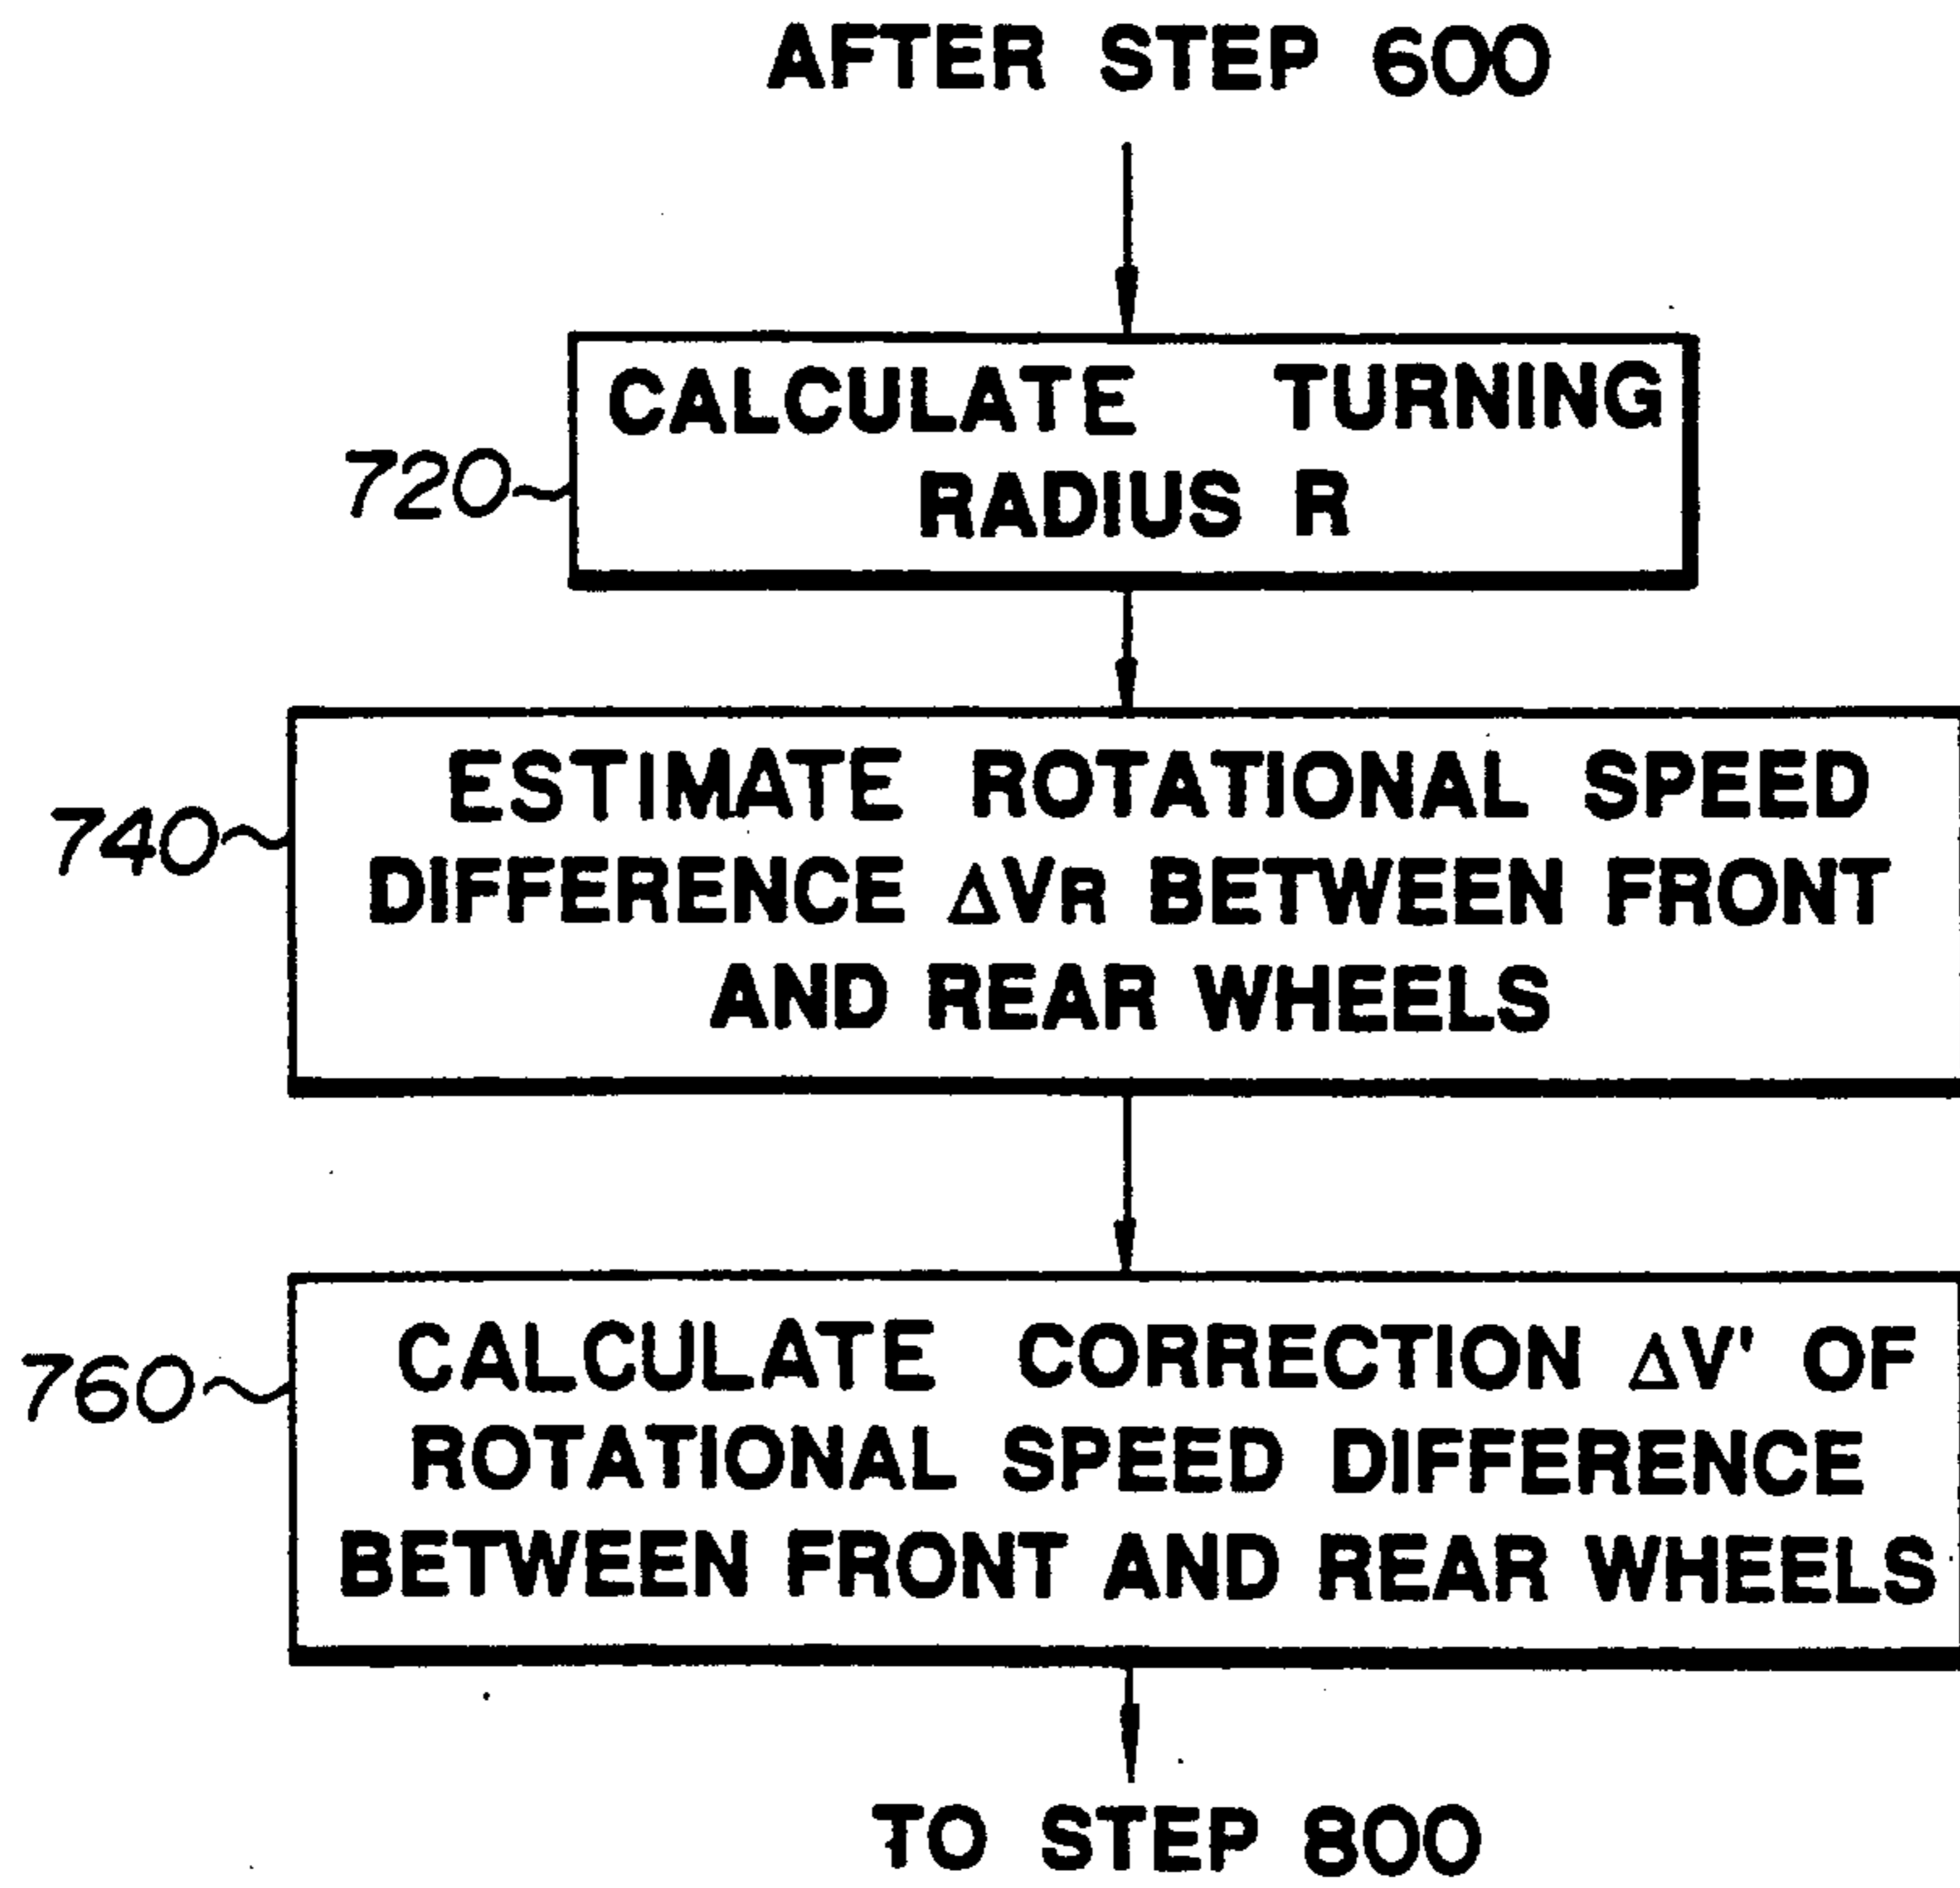 AFTER STEP 600
CALCULATE TURNING
RADIUS R
720
ESTIMATE ROTATIONAL SPEED
740
DIFFERENCE ΔVR BETWEEN FRONT
AND REAR WHEELS
CALCULATE CORRECTION ΔV' OF
760
ROTATIONAL SPEED DIFFERENCE
BETWEEN FRONT AND REAR WHEELS
TO STEP 800